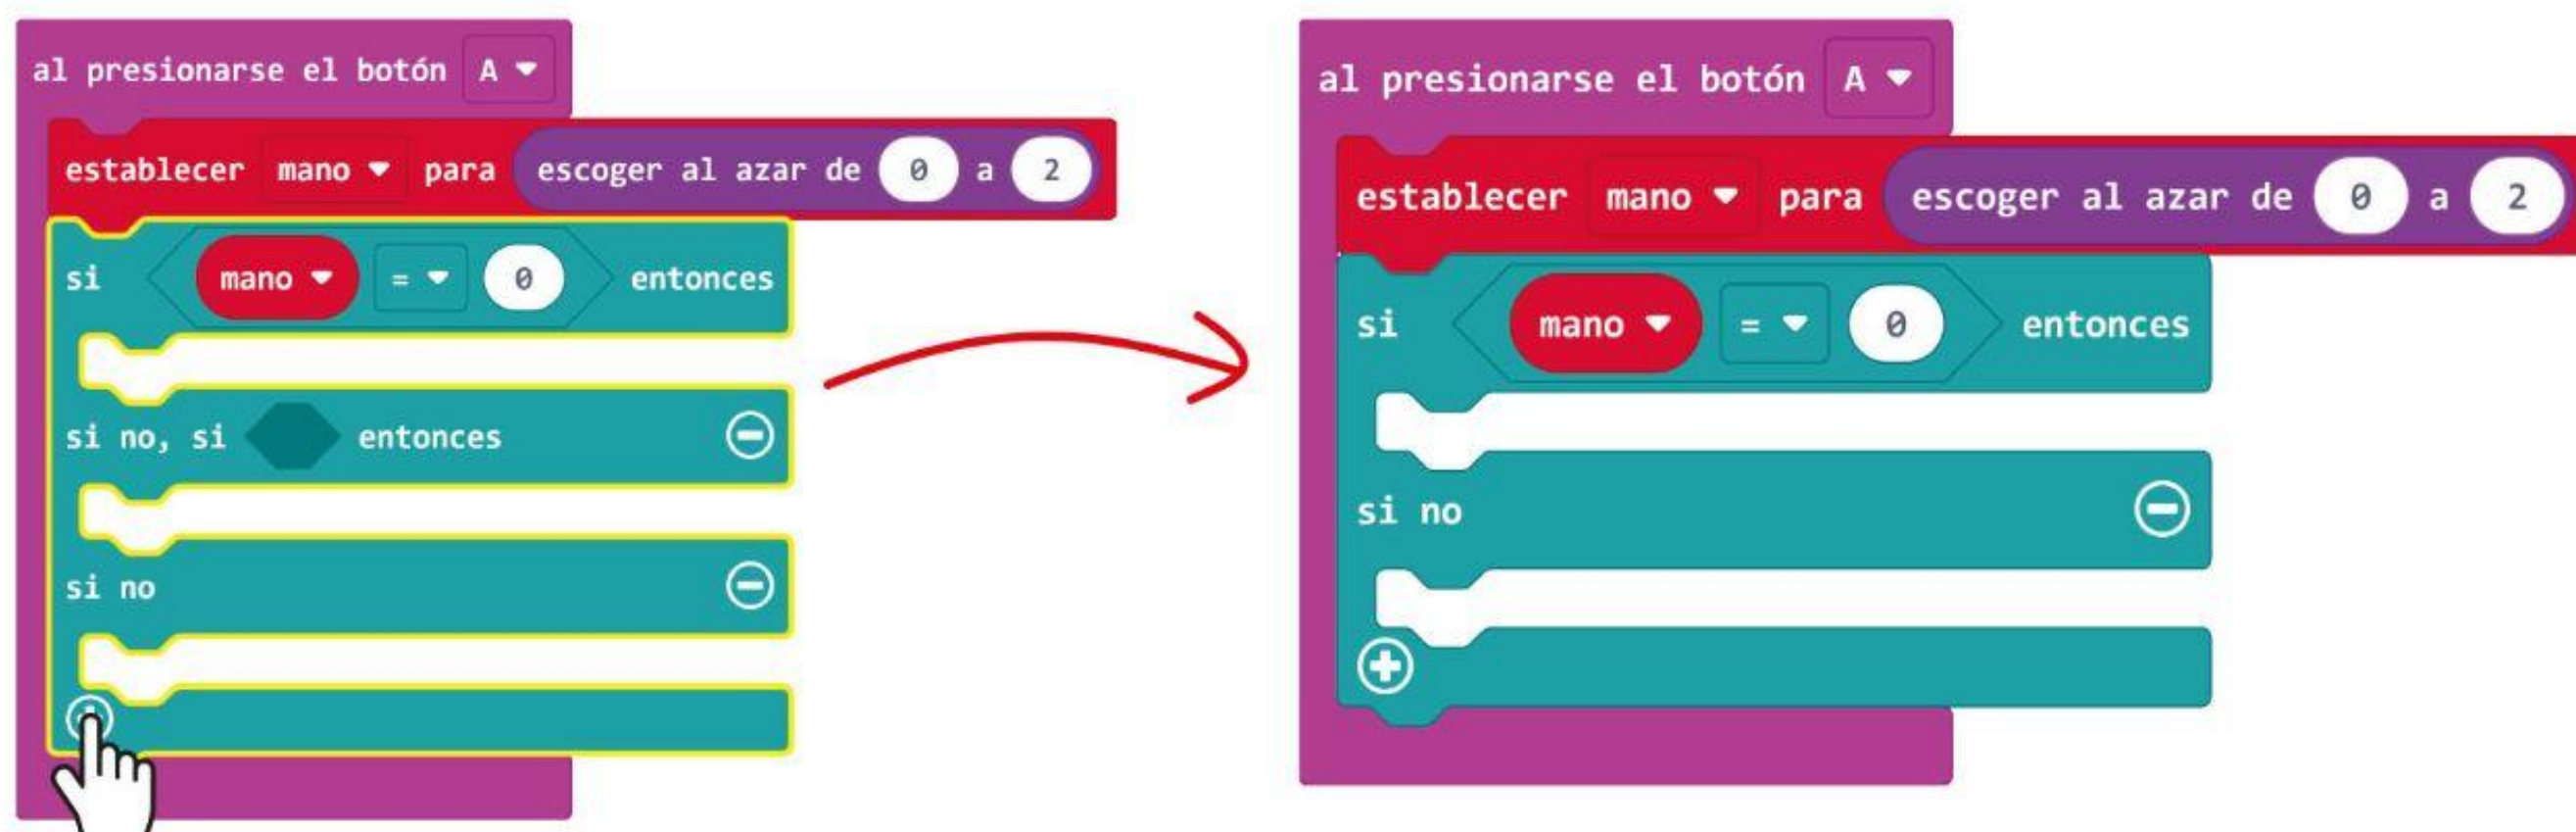 al presionarse el botón A
establecer mano para escoger al azar de 0 a 2
si mano = 0 entonces
si no, si entonces
si no
al presionarse el botón A
establecer mano para escoger al azar de 0 a 2
si mano = 0 entonces
si no